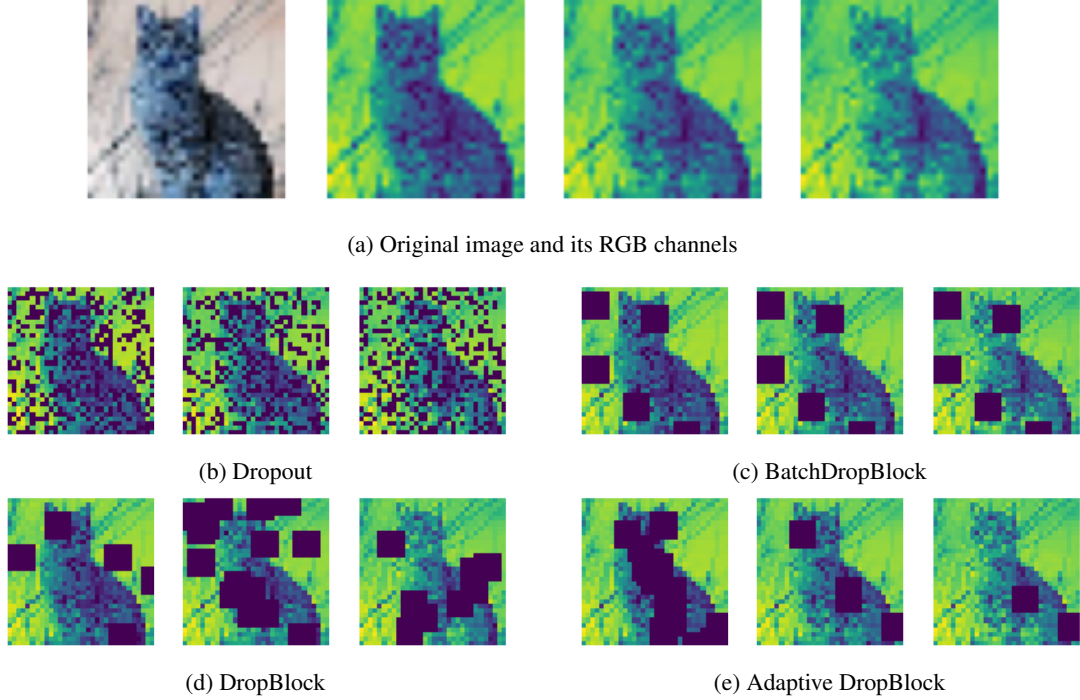 (a) Original image and its RGB channels
(b) Dropout
(c) BatchDropBlock
(d) DropBlock
(e) Adaptive DropBlock